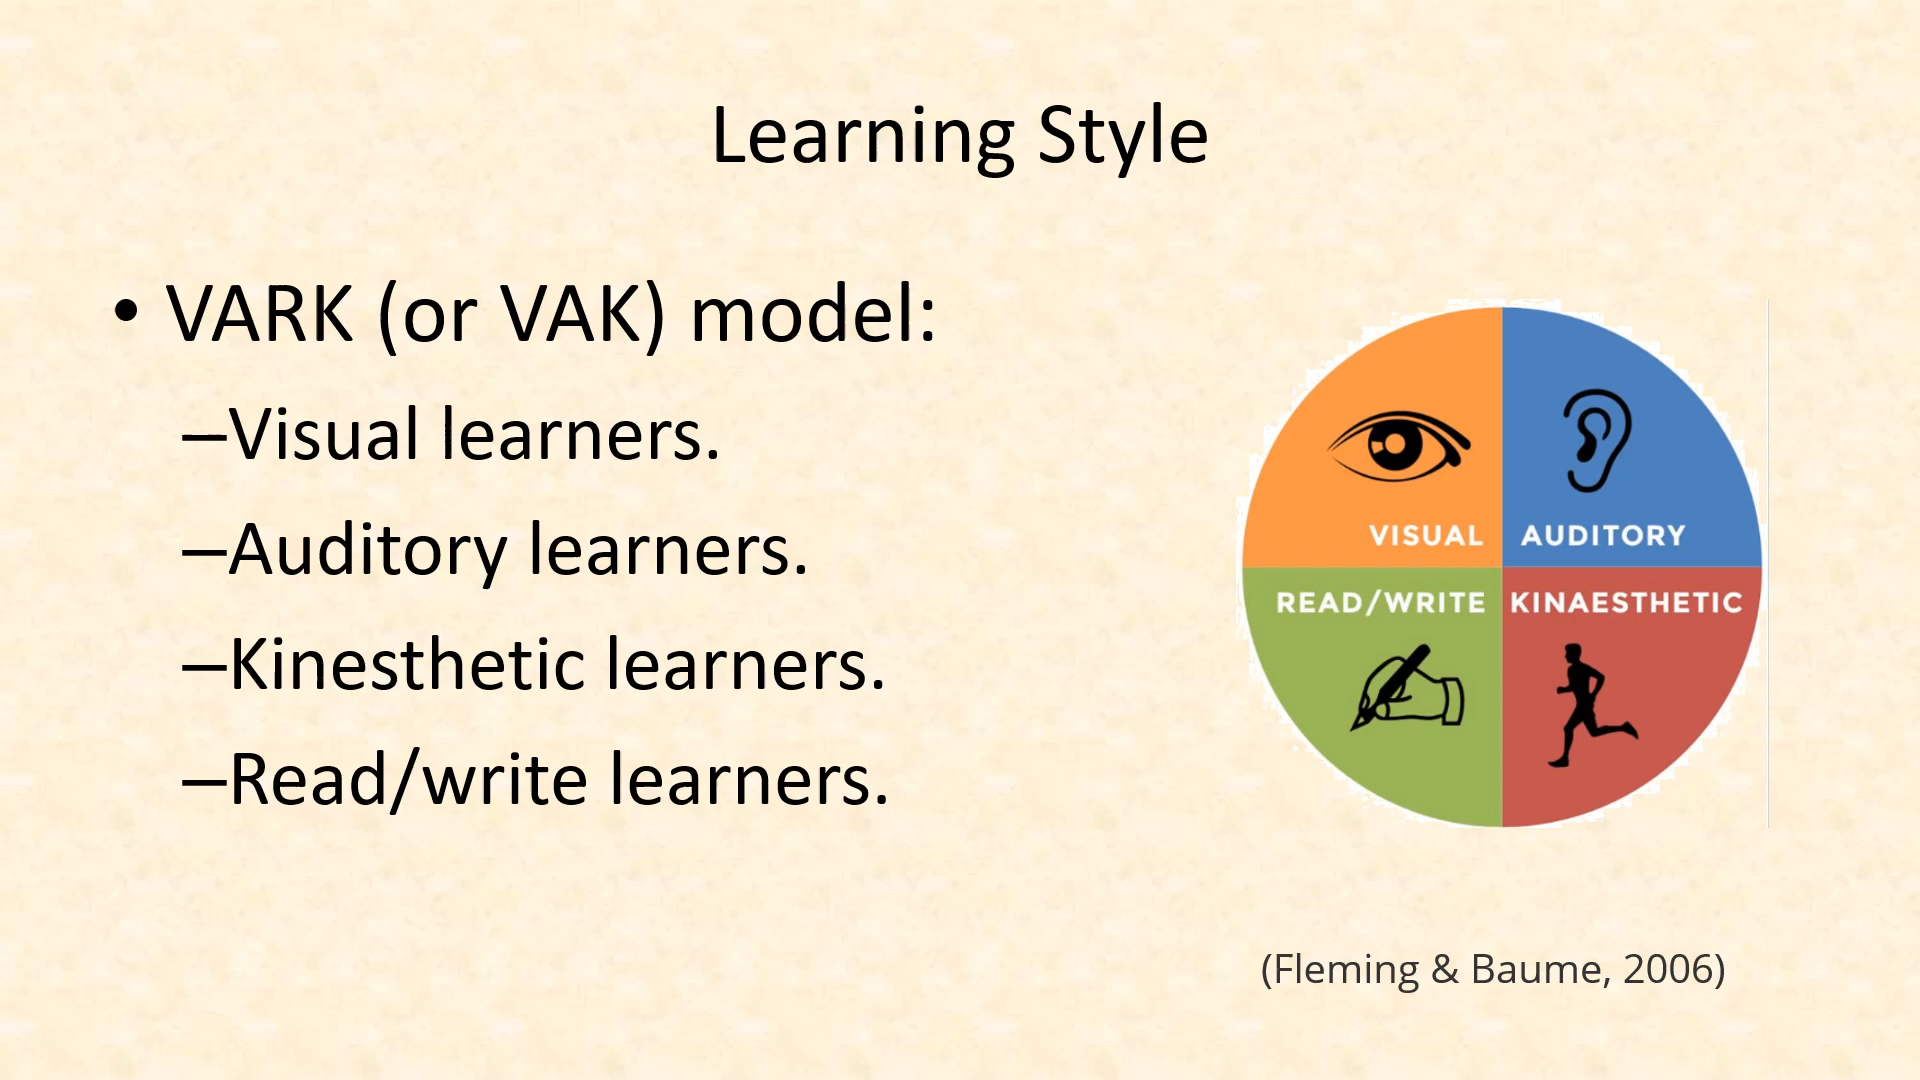 Learning Style
• VARK (or VAK) model:
–Visual learners.
–Auditory learners.
–Kinesthetic learners.
–Read/write learners.
VISUAL
AUDITORY
READ/WRITE
KINAESTHETIC
(Fleming & Baume, 2006)